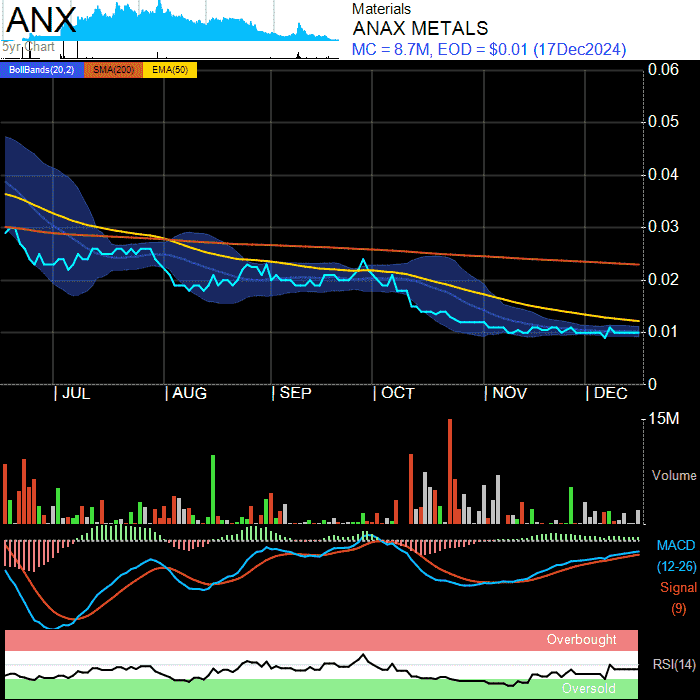 ANX
5yr Chart
Materials
ANAX METALS
MC = 8.7M, EOD = $0.01 (17Dec2024)
BollBands(20,2) SMA(200) EMA(50)
0.06
0.05
0.04
0.03
0.02
0.01
0
| JUL | AUG | SEP | OCT | NOV | DEC
15M
Volume
MACD
(12-26)
Signal
(9)
Overbought
RSI(14)
Oversold